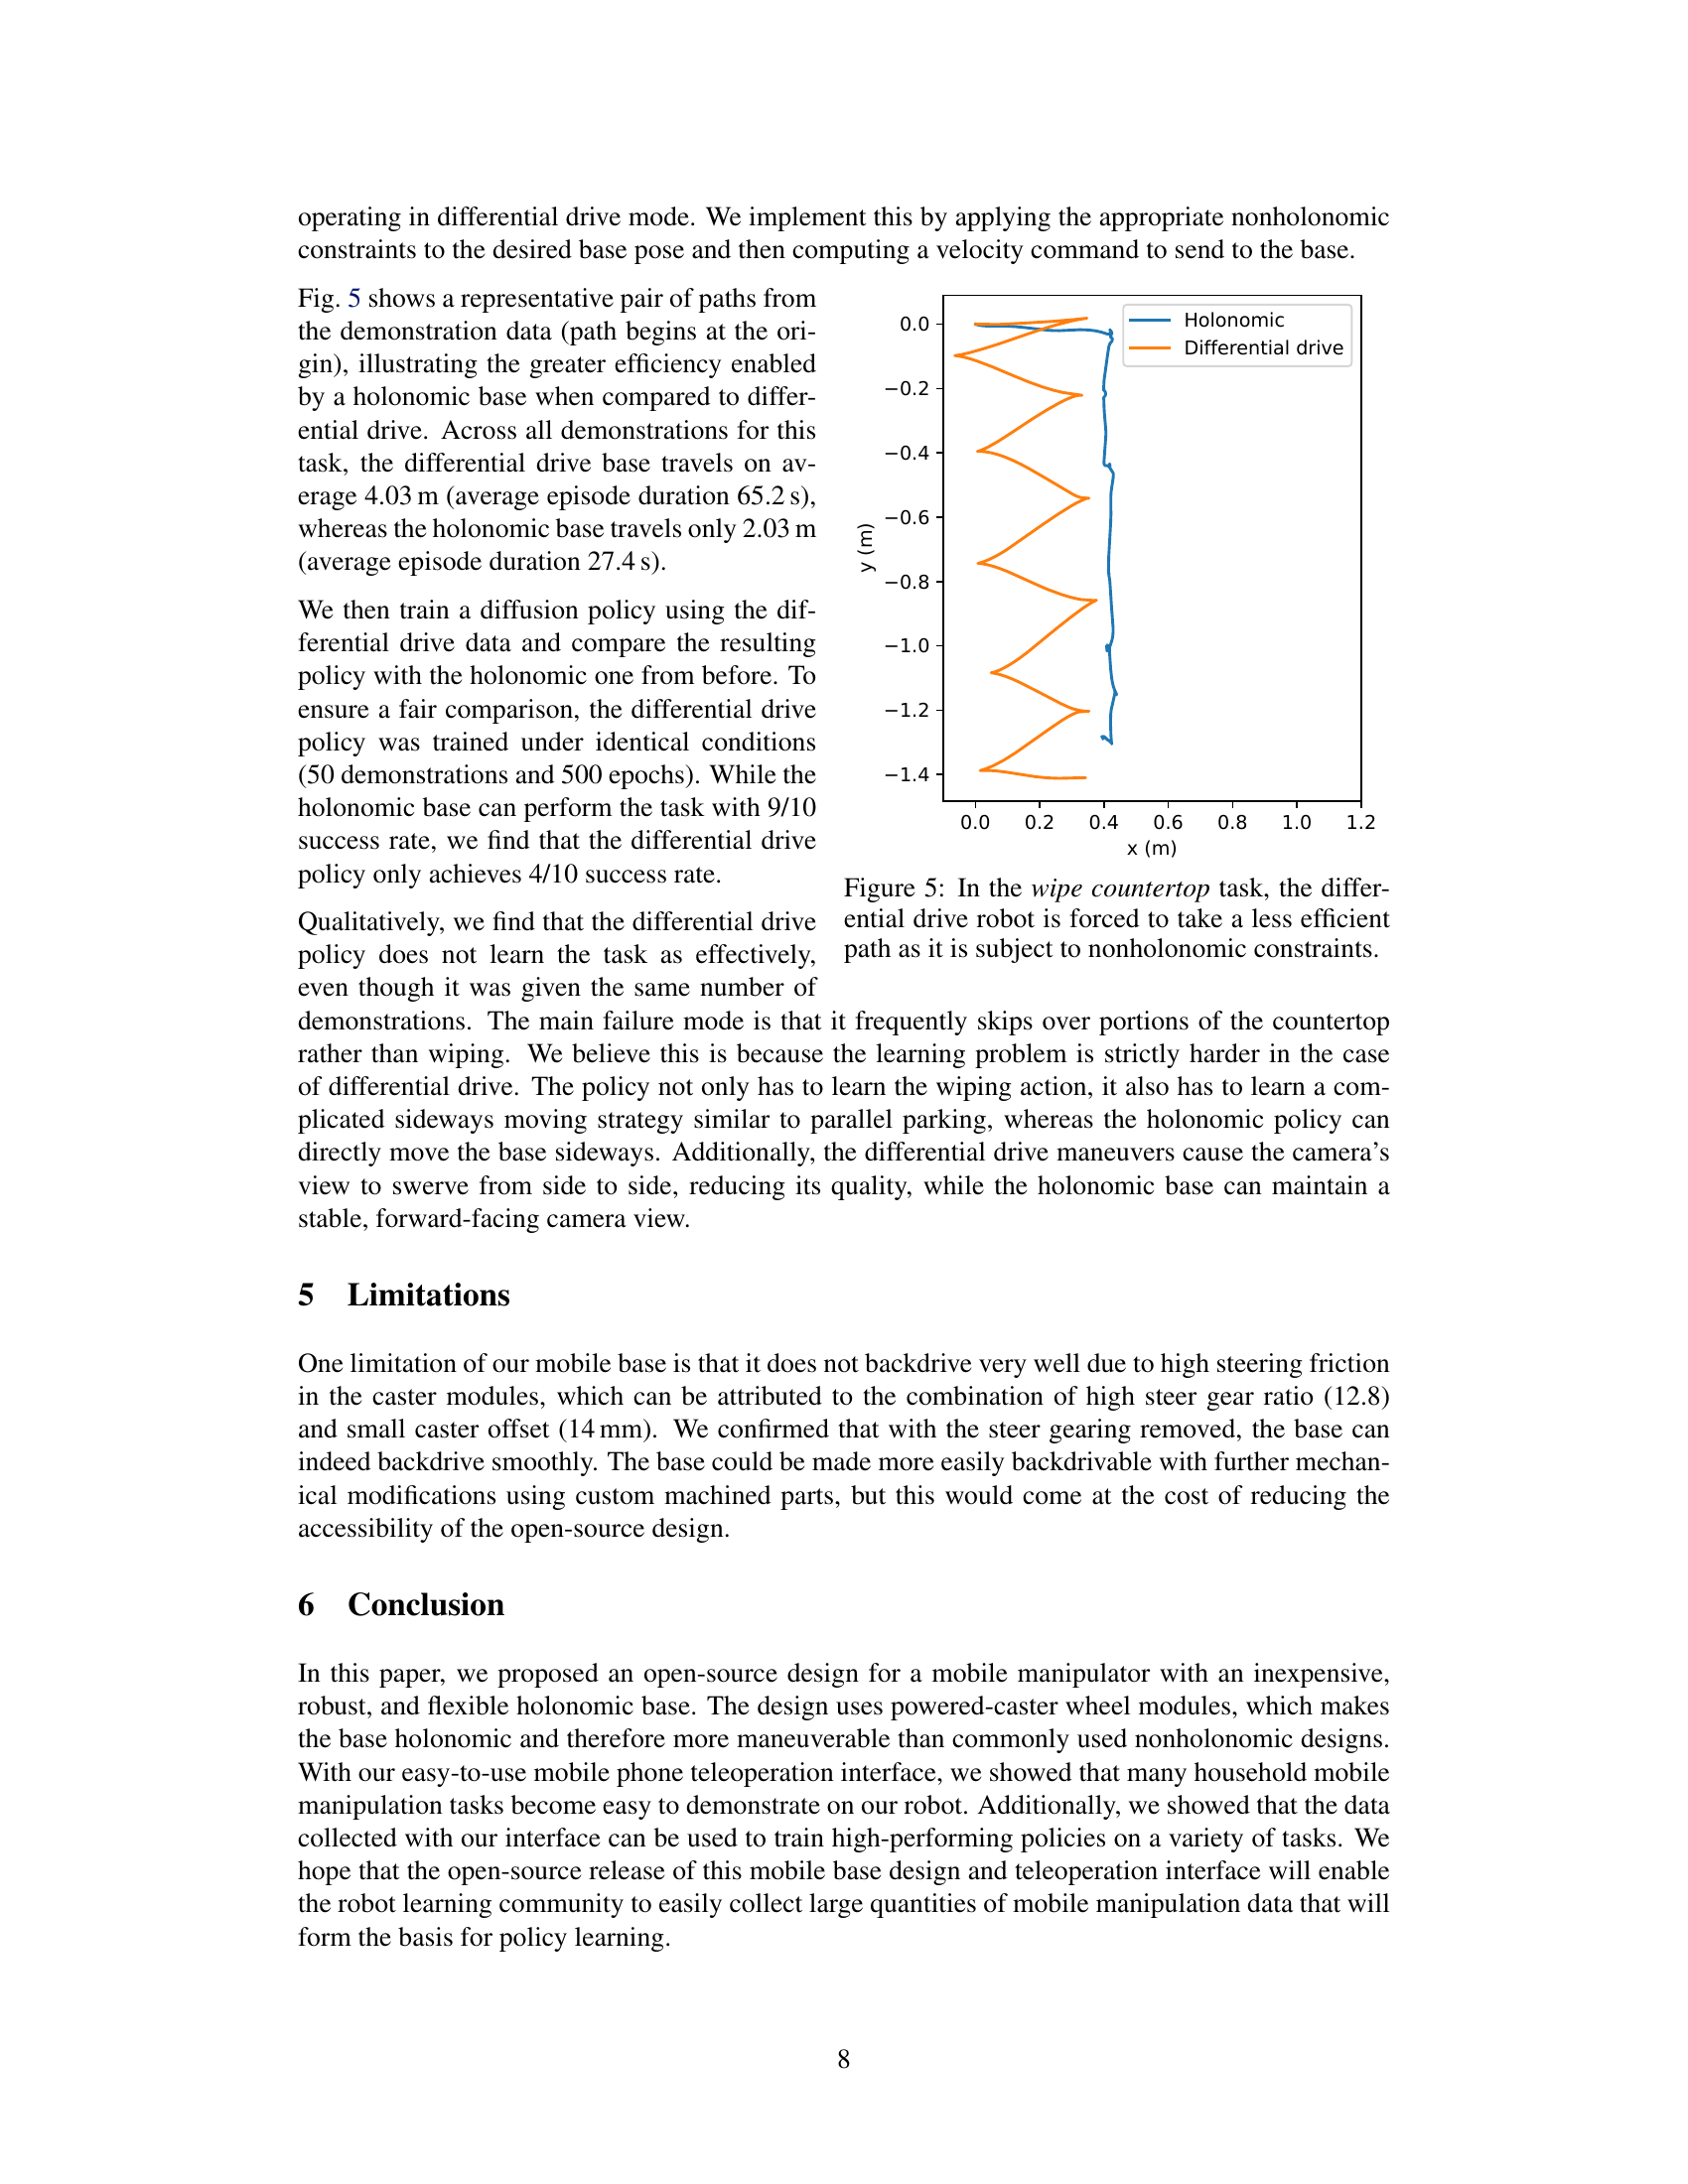 operating in differential drive mode. We implement this by applying the appropriate nonholonomic
constraints to the desired base pose and then computing a velocity command to send to the base.
Fig. 5 shows a representative pair of paths from
the demonstration data (path begins at the ori-
gin), illustrating the greater efficiency enabled
by a holonomic base when compared to differ-
ential drive. Across all demonstrations for this
task, the differential drive base travels on av-
erage 4.03 m (average episode duration 65.2 s),
whereas the holonomic base travels only 2.03 m
(average episode duration 27.4 s).
We then train a diffusion policy using the dif-
ferential drive data and compare the resulting
policy with the holonomic one from before. To
ensure a fair comparison, the differential drive
policy was trained under identical conditions
(50 demonstrations and 500 epochs). While the
holonomic base can perform the task with 9/10
success rate, we find that the differential drive
policy only achieves 4/10 success rate.
Holonomic
Differential drive
0.0
−0.2
−0.4
−0.6
−0.8
−1.0
−1.2
−1.4
y (m)
0.0 0.2 0.4 0.6 0.8 1.0 1.2
x (m)
Figure 5: In the wipe countertop task, the differ-
ential drive robot is forced to take a less efficient
path as it is subject to nonholonomic constraints.
Qualitatively, we find that the differential drive
policy does not learn the task as effectively,
even though it was given the same number of
demonstrations. The main failure mode is that it frequently skips over portions of the countertop
rather than wiping. We believe this is because the learning problem is strictly harder in the case
of differential drive. The policy not only has to learn the wiping action, it also has to learn a com-
plicated sideways moving strategy similar to parallel parking, whereas the holonomic policy can
directly move the base sideways. Additionally, the differential drive maneuvers cause the camera's
view to swerve from side to side, reducing its quality, while the holonomic base can maintain a
stable, forward-facing camera view.
5 Limitations
One limitation of our mobile base is that it does not backdrive very well due to high steering friction
in the caster modules, which can be attributed to the combination of high steer gear ratio (12.8)
and small caster offset (14 mm). We confirmed that with the steer gearing removed, the base can
indeed backdrive smoothly. The base could be made more easily backdrivable with further mechan-
ical modifications using custom machined parts, but this would come at the cost of reducing the
accessibility of the open-source design.
6 Conclusion
In this paper, we proposed an open-source design for a mobile manipulator with an inexpensive,
robust, and flexible holonomic base. The design uses powered-caster wheel modules, which makes
the base holonomic and therefore more maneuverable than commonly used nonholonomic designs.
With our easy-to-use mobile phone teleoperation interface, we showed that many household mobile
manipulation tasks become easy to demonstrate on our robot. Additionally, we showed that the data
collected with our interface can be used to train high-performing policies on a variety of tasks. We
hope that the open-source release of this mobile base design and teleoperation interface will enable
the robot learning community to easily collect large quantities of mobile manipulation data that will
form the basis for policy learning.
8